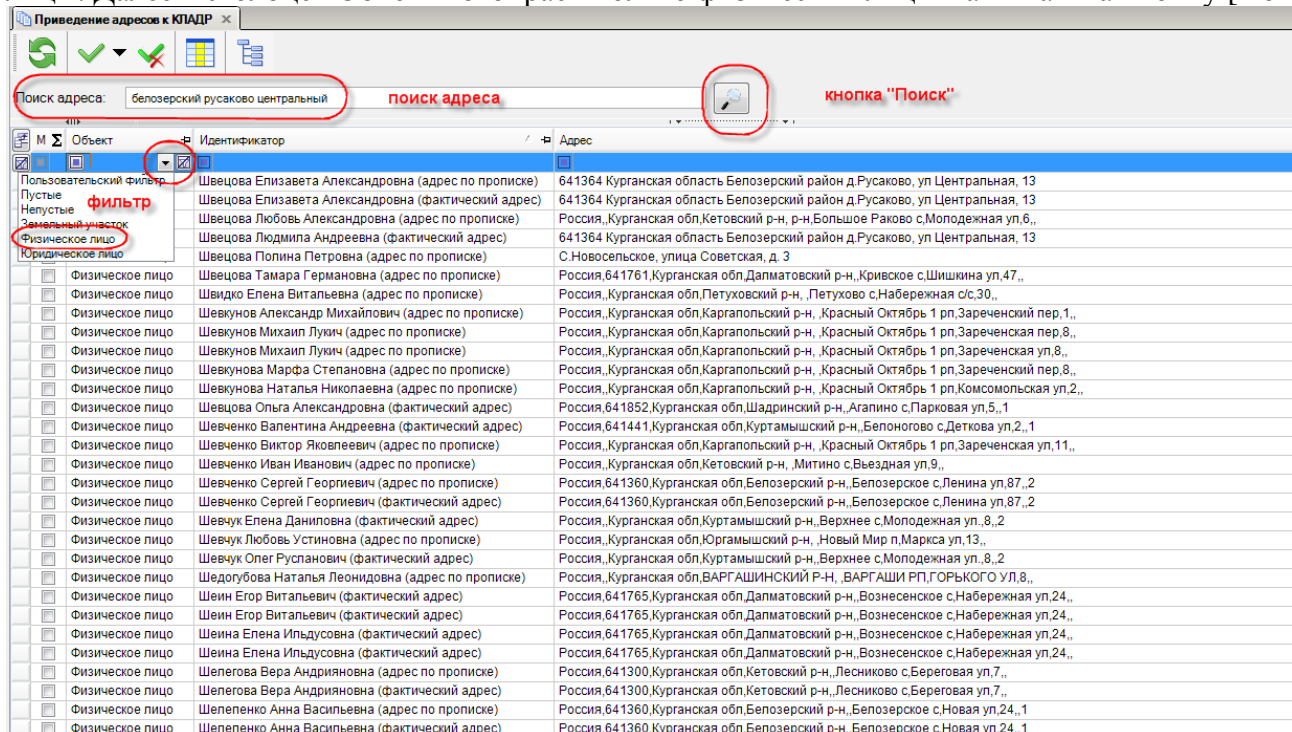 Приведение адресов к КЛАДР
Поиск адреса: белозерский русаково центральный поиск адреса кнопка "Поиск"
М Σ Объект Идентификатор Адрес
Пользовательский фильтр
Пустые
Непустые
Земельный участок
Физическое лицо
Юридическое лицо
фильтр
Швецова Елизавета Александровна (адрес по прописке) 641364 Курганская область Белозерский район д.Русаково, ул Центральная, 13
Швецова Елизавета Александровна (фактический адрес) 641364 Курганская область Белозерский район д.Русаково, ул Центральная, 13
Швецова Любовь Александровна (адрес по прописке) Россия,,Курганская обл,Кетовский р-н, р-н,Большое Раково с,Молодежная ул,6,,
Швецова Людмила Андреевна (фактический адрес) 641364 Курганская область Белозерский район д.Русаково, ул Центральная, 13
Швецова Полина Петровна (адрес по прописке) С.Новосельское, улица Советская, д. 3
Физическое лицо Швецова Тамара Германовна (адрес по прописке) Россия,641761,Курганская обл,Далматовский р-н,,Кривское с,Шишкина ул,47,,
Физическое лицо Швидко Елена Витальевна (адрес по прописке) Россия,,Курганская обл,Петуховский р-н, ,Петухово с,Набережная с/с,30,,
Физическое лицо Шевкунов Александр Михайлович (адрес по прописке) Россия,,Курганская обл,Каргапольский р-н, ,Красный Октябрь 1 рп,Зареченский пер,1,,
Физическое лицо Шевкунов Михаил Лукич (адрес по прописке) Россия,,Курганская обл,Каргапольский р-н, ,Красный Октябрь 1 рп,Зареченская пер,8,,
Физическое лицо Шевкунов Михаил Лукич (адрес по прописке) Россия,,Курганская обл,Каргапольский р-н, ,Красный Октябрь 1 рп,Зареченская ул,8,,
Физическое лицо Шевкунова Марфа Степановна (адрес по прописке) Россия,,Курганская обл,Каргапольский р-н, ,Красный Октябрь 1 рп,Зареченский пер,8,,
Физическое лицо Шевкунова Наталья Николаевна (адрес по прописке) Россия,,Курганская обл,Каргапольский р-н, ,Красный Октябрь 1 рп,Комсомольская ул,2,,
Физическое лицо Шевцова Ольга Александровна (фактический адрес) Россия,641852,Курганская обл,Шадринский р-н,,Агапино с,Парковая ул,5,,1
Физическое лицо Шевченко Валентина Андреевна (фактический адрес) Россия,641441,Курганская обл,Куртамышский р-н,,Белоногово с,Деткова ул,2,,1
Физическое лицо Шевченко Виктор Яковлеевич (адрес по прописке) Россия,,Курганская обл,Каргапольский р-н, ,Красный Октябрь 1 рп,Зареченская ул,11,,
Физическое лицо Шевченко Иван Иванович (адрес по прописке) Россия,,Курганская обл,Кетовский р-н, ,Митино с,Вьездная ул,9,,
Физическое лицо Шевченко Сергей Георгиевич (адрес по прописке) Россия,641360,Курганская обл,Белозерский р-н,,Белозерское с,Ленина ул,87,,2
Физическое лицо Шевченко Сергей Георгиевич (фактический адрес) Россия,641360,Курганская обл,Белозерский р-н,,Белозерское с,Ленина ул,87,,2
Физическое лицо Шевчук Елена Даниловна (фактический адрес) Россия,,Курганская обл,Куртамышский р-н,,Верхнее с,Молодежная ул.,8,,2
Физическое лицо Шевчук Любовь Устиновна (адрес по прописке) Россия,,Курганская обл,Юргамышский р-н, ,Новый Мир п,Маркса ул,13,,
Физическое лицо Шевчук Олег Русланович (фактический адрес) Россия,,Курганская обл,Куртамышский р-н,,Верхнее с,Молодежная ул.,8,,2
Физическое лицо Шедогубова Наталья Леонидовна (адрес по прописке) Россия,,Курганская обл,ВАРГАШИНСКИЙ Р-Н, ,ВАРГАШИ РП,ГОРЬКОГО УЛ,8,,
Физическое лицо Шеин Егор Витальевич (фактический адрес) Россия,641765,Курганская обл,Далматовский р-н,,Вознесенское с,Набережная ул,24,,
Физическое лицо Шеин Егор Витальевич (фактический адрес) Россия,641765,Курганская обл,Далматовский р-н,,Вознесенское с,Набережная ул,24,,
Физическое лицо Шеина Елена Ильдусовна (фактический адрес) Россия,641765,Курганская обл,Далматовский р-н,,Вознесенское с,Набережная ул,24,,
Физическое лицо Шеина Елена Ильдусовна (фактический адрес) Россия,641765,Курганская обл,Далматовский р-н,,Вознесенское с,Набережная ул,24,,
Физическое лицо Шелегова Вера Андрияновна (адрес по прописке) Россия,641300,Курганская обл,Кетовский р-н,,Лесниково с,Береговая ул,7,,
Физическое лицо Шелегова Вера Андрияновна (адрес по прописке) Россия,641300,Курганская обл,Кетовский р-н,,Лесниково с,Береговая ул,7,,
Физическое лицо Шелепенко Анна Васильевна (адрес по прописке) Россия,641360,Курганская обл,Белозерский р-н,,Белозерское с,Новая ул,24,,1
Физическое лицо Шелепенко Анна Васильевна (фактический адрес) Россия,641360,Курганская обл,Белозерский р-н,,Белозерское с,Новая ул,24,,1